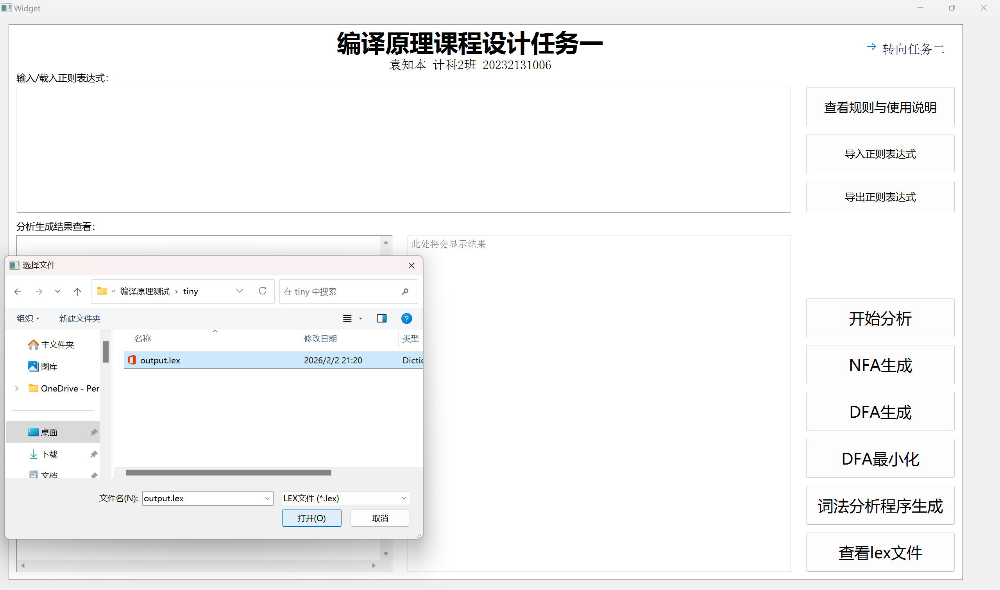 Widget
编译原理课程设计任务一
转向任务二
袁知本 计科2班 20232131006
输入/载入正则表达式：
查看规则与使用说明
导入正则表达式
导出正则表达式
分析生成结果查看：
此处将会显示结果
选择文件
« 编译原理测试 › tiny
在 tiny 中搜索
组织
新建文件夹
名称
修改日期
类型
主文件夹
图库
OneDrive - Per
桌面
下载
文档
output.lex
2026/2/2 21:20
Dictic
文件名(N):
output.lex
LEX文件 (*.lex)
打开(O)
取消
开始分析
NFA生成
DFA生成
DFA最小化
词法分析程序生成
查看lex文件